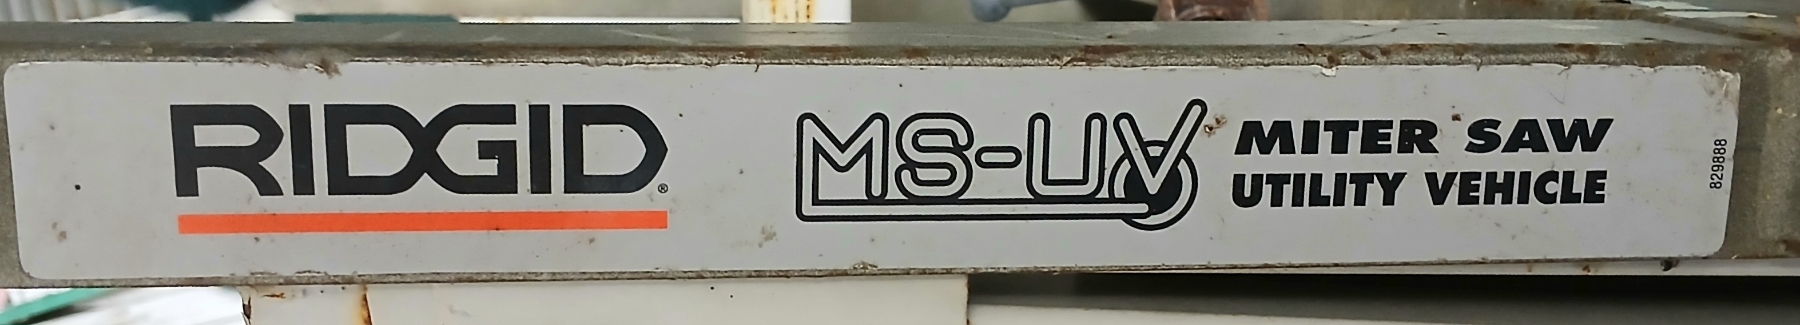 RIDGID®
MS-UV
MITER SAW
UTILITY VEHICLE
829888